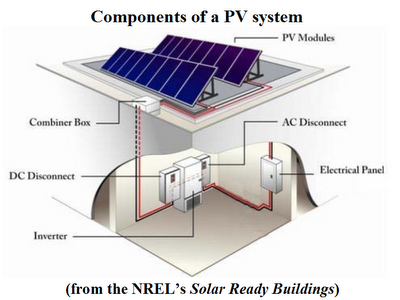 Components of a PV system
PV Modules
Combiner Box
AC Disconnect
DC Disconnect
Electrical Panel
Inverter
(from the NREL's Solar Ready Buildings)